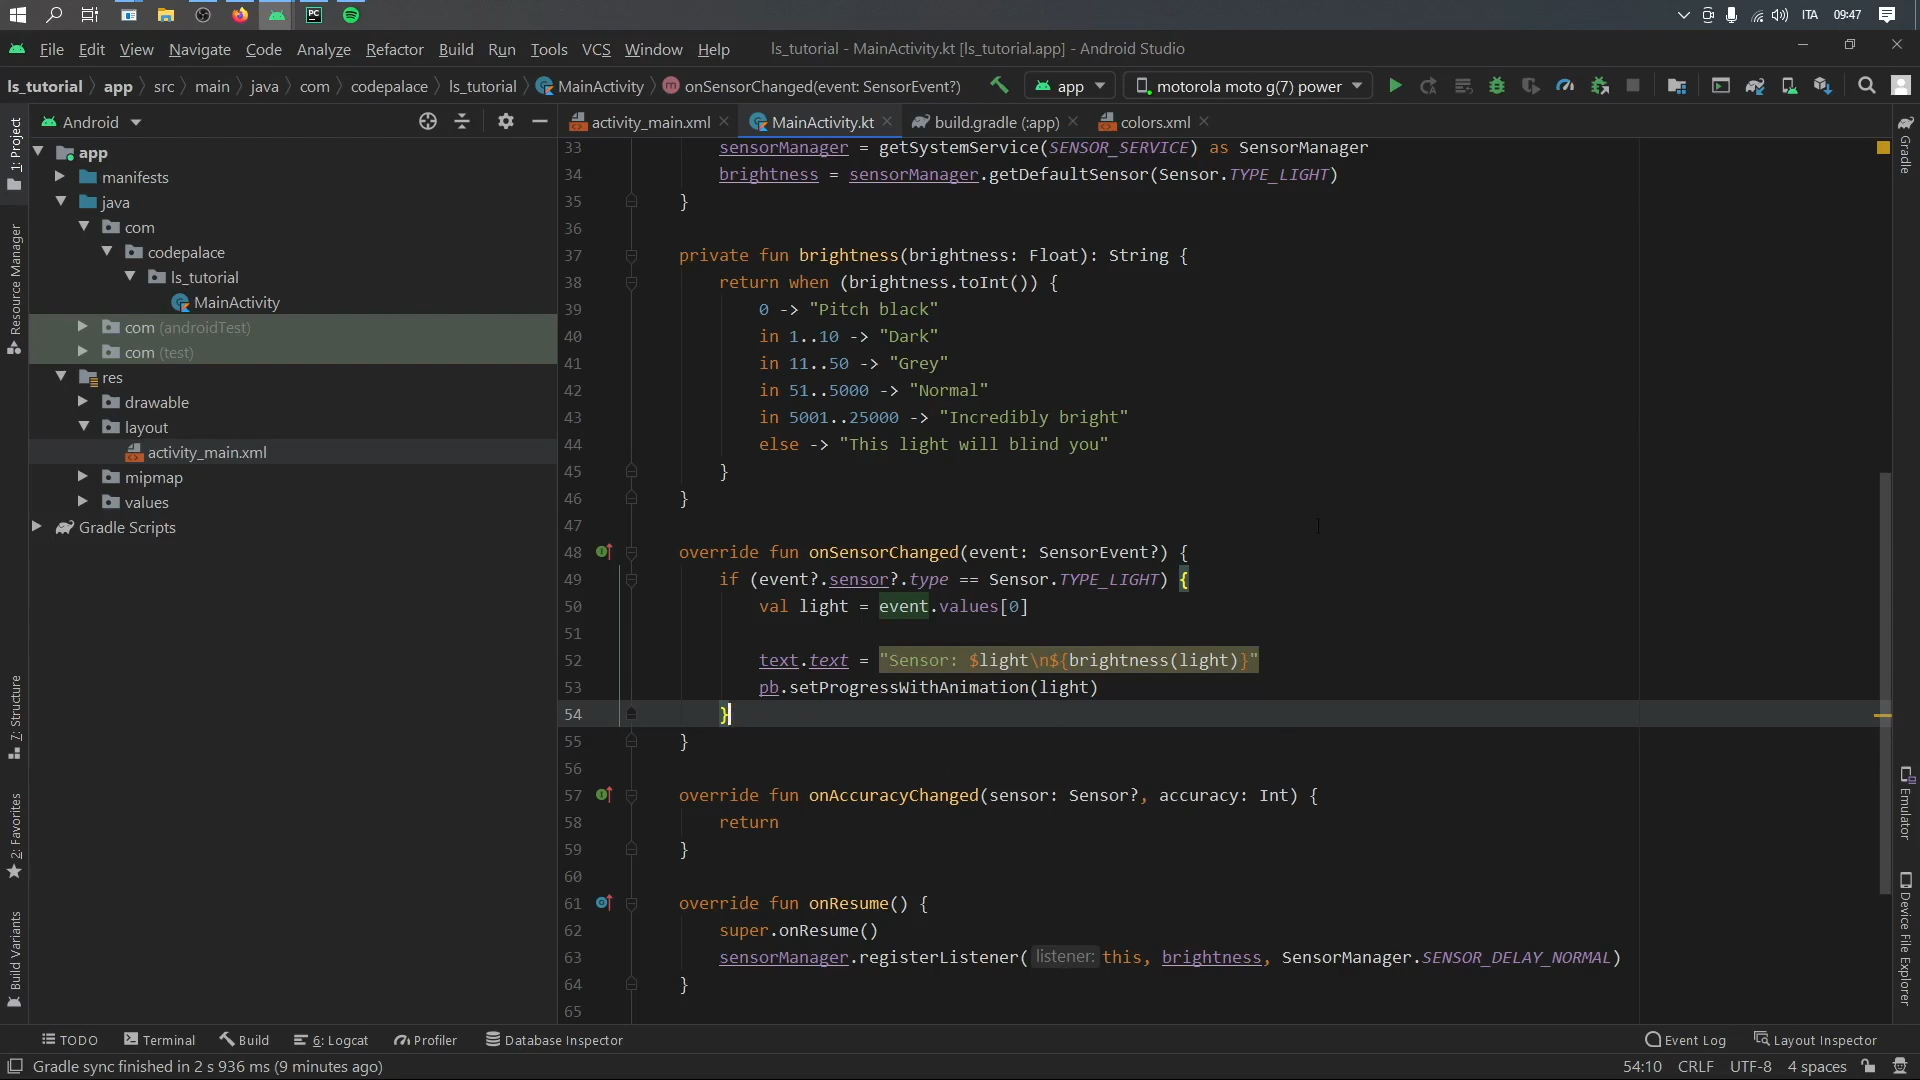 ITA 09:47
File Edit View Navigate Code Analyze Refactor Build Run Tools VCS Window Help ls_tutorial - MainActivity.kt [ls_tutorial.app] - Android Studio
ls_tutorial app src main java com codepalace ls_tutorial MainActivity onSensorChanged(event: SensorEvent?) app motorola moto g(7) power
Android
activity_main.xml MainActivity.kt build.gradle (:app) colors.xml
app
manifests
java
com
codepalace
ls_tutorial
MainActivity
com (androidTest)
com (test)
res
drawable
layout
activity_main.xml
mipmap
values
Gradle Scripts
1: Project
Resource Manager
7: Structure
2: Favorites
Build Variants
33 sensorManager = getSystemService(SENSOR_SERVICE) as SensorManager
34 brightness = sensorManager.getDefaultSensor(Sensor.TYPE_LIGHT)
35 }
36
37 private fun brightness(brightness: Float): String {
38 return when (brightness.toInt()) {
39 0 -> "Pitch black"
40 in 1..10 -> "Dark"
41 in 11..50 -> "Grey"
42 in 51..5000 -> "Normal"
43 in 5001..25000 -> "Incredibly bright"
44 else -> "This light will blind you"
45 }
46 }
47
48 override fun onSensorChanged(event: SensorEvent?) {
49 if (event?.sensor?.type == Sensor.TYPE_LIGHT) {
50 val light = event.values[0]
51
52 text.text = "Sensor: $light\n${brightness(light)}"
53 pb.setProgressWithAnimation(light)
54 }
55 }
56
57 override fun onAccuracyChanged(sensor: Sensor?, accuracy: Int) {
58 return
59 }
60
61 override fun onResume() {
62 super.onResume()
63 sensorManager.registerListener( listener: this, brightness, SensorManager.SENSOR_DELAY_NORMAL)
64 }
65
Gradle
Emulator
Device File Explorer
TODO Terminal Build 6: Logcat Profiler Database Inspector Event Log Layout Inspector
Gradle sync finished in 2 s 936 ms (9 minutes ago) 54:10 CRLF UTF-8 4 spaces